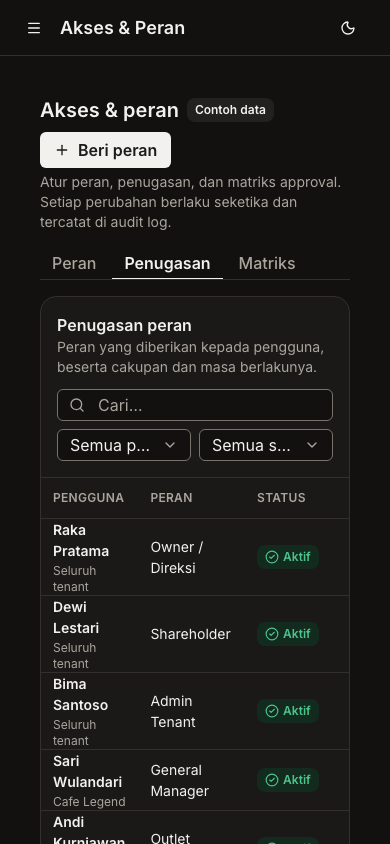 Akses & Peran
Akses & peran Contoh data
Beri peran
Atur peran, penugasan, dan matriks approval.
Setiap perubahan berlaku seketika dan
tercatat di audit log.
Peran Penugasan Matriks
Penugasan peran
Peran yang diberikan kepada pengguna,
beserta cakupan dan masa berlakunya.
Cari...
Semua p... Semua s...
PENGGUNA PERAN STATUS
Raka
Pratama
Seluruh
tenant
Owner /
Direksi
Aktif
Dewi
Lestari
Seluruh
tenant
Shareholder
Aktif
Bima
Santoso
Seluruh
tenant
Admin
Tenant
Aktif
Sari
Wulandari
Cafe Legend
General
Manager
Aktif
Andi
Kurniawan
Outlet
Aktif